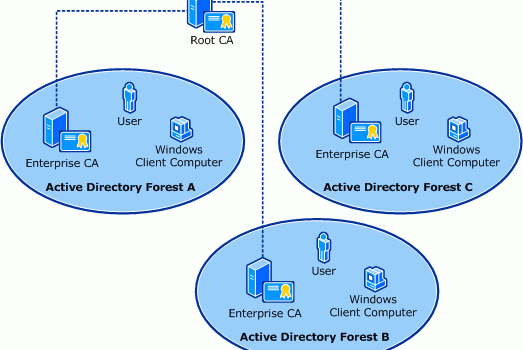 Root CA
User
Enterprise CA
Windows
Client Computer
Active Directory Forest A
User
Enterprise CA
Windows
Client Computer
Active Directory Forest C
User
Enterprise CA
Windows
Client Computer
Active Directory Forest B